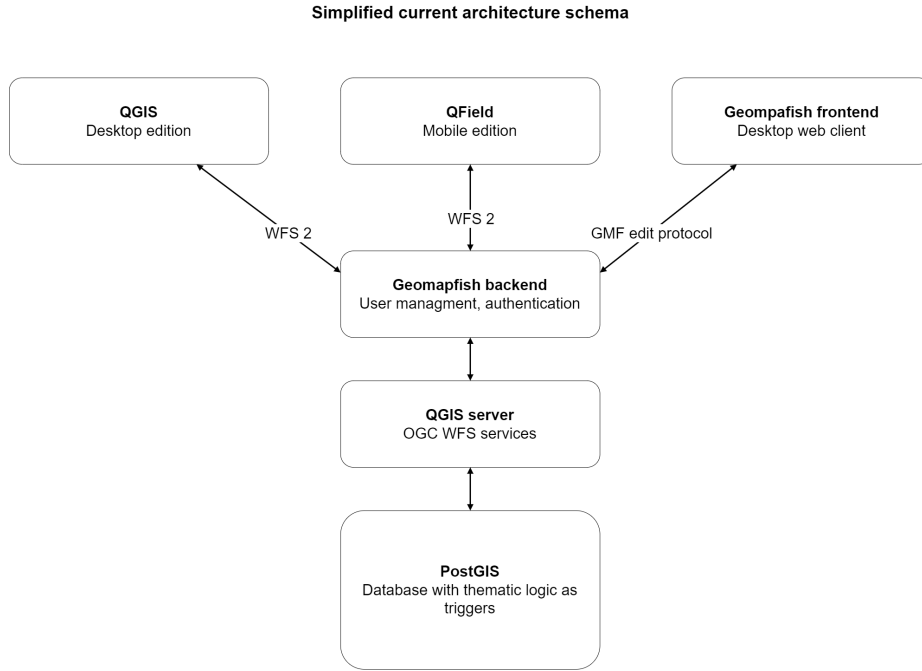 Simplified current architecture schema
QGIS
Desktop edition
QField
Mobile edition
Geompafish frontend
Desktop web client
WFS 2
WFS 2
GMF edit protocol
Geomapfish backend
User managment, authentication
QGIS server
OGC WFS services
PostGIS
Database with thematic logic as
triggers